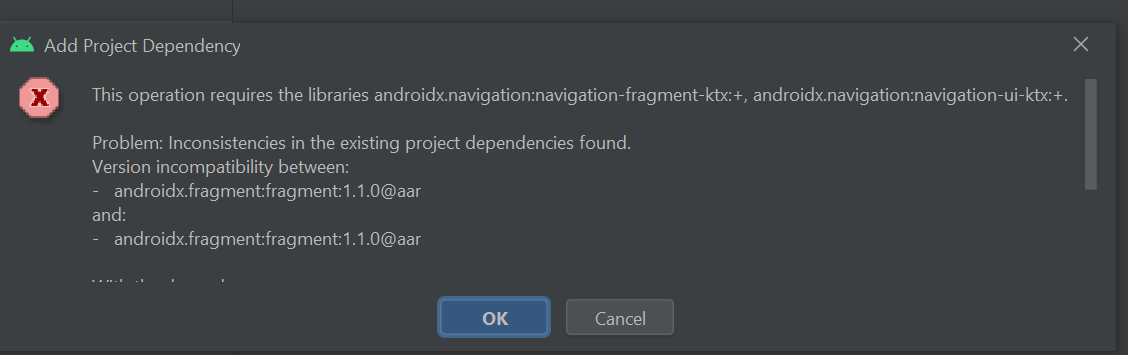 Add Project Dependency
This operation requires the libraries androidx.navigation:navigation-fragment-ktx:+, androidx.navigation:navigation-ui-ktx:+.
Problem: Inconsistencies in the existing project dependencies found.
Version incompatibility between:
- androidx.fragment:fragment:1.1.0@aar
and:
- androidx.fragment:fragment:1.1.0@aar
OK Cancel